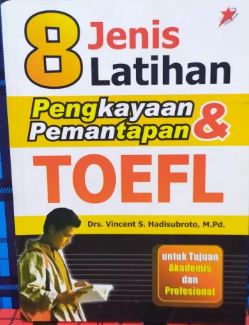 8 Jenis
Latihan
Pengkayaan
& Pemantapan
TOEFL
Drs. Vincent S. Hadisubroto, M.Pd.
untuk Tujuan
Akademis
dan
Profesional